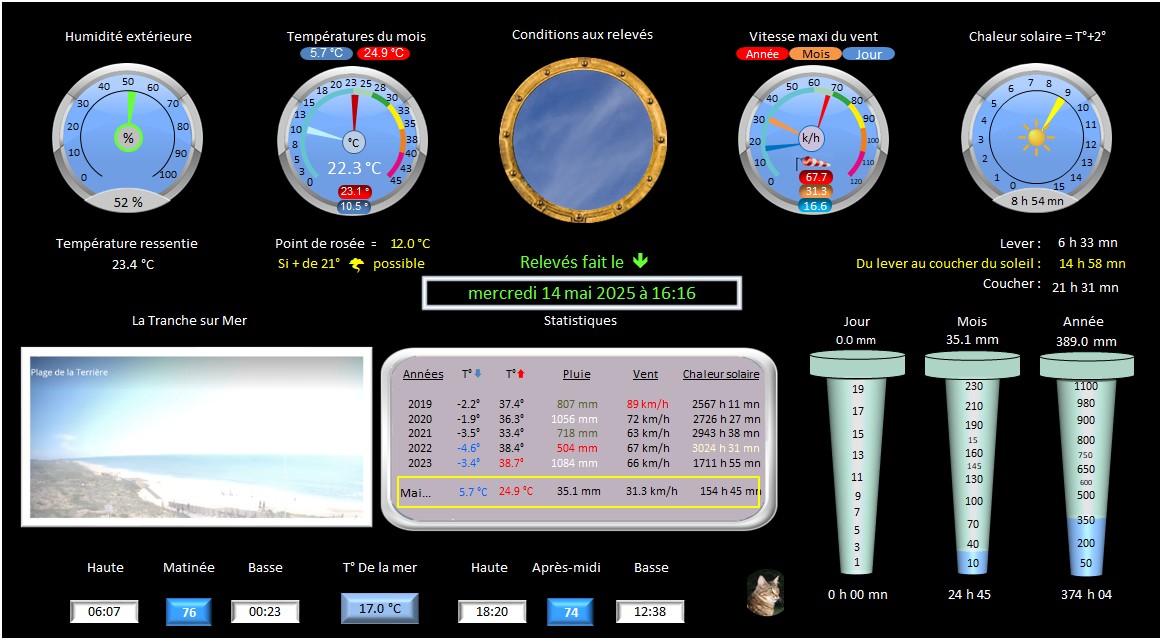 Humidité extérieure
Températures du mois
Conditions aux relevés
Vitesse maxi du vent
Chaleur solaire = T°+2°
5.7 °C 24.9 °C
Année Mois Jour
0 10 20 30 40 50 60 70 80 90 100
%
52 %
0 3 5 8 10 13 15 18 20 23 25 28 30 33 35 38 40 43 45
°C
22.3 °C
23.1 °
10.5 °
0 10 20 30 40 50 60 70 80 90 100 110 120
k/h
67.7
31.3
16.6
0 1 2 3 4 5 6 7 8 9 10 11 12 13 14 15
8 h 54 mn
Température ressentie
23.4 °C
Point de rosée = 12.0 °C
Si + de 21° possible
Relevés fait le
mercredi 14 mai 2025 à 16:16
Lever : 6 h 33 mn
Du lever au coucher du soleil : 14 h 58 mn
Coucher : 21 h 31 mn
La Tranche sur Mer
Plage de la Terrière
Statistiques
Années T° T° Pluie Vent Chaleur solaire
2019 -2.2° 37.4° 807 mm 89 km/h 2567 h 11 mn
2020 -1.9° 36.3° 1056 mm 72 km/h 2726 h 27 mn
2021 -3.5° 33.4° 718 mm 63 km/h 2943 h 38 mn
2022 -4.6° 38.4° 504 mm 67 km/h 3024 h 31 mn
2023 -3.4° 38.7° 1084 mm 66 km/h 1711 h 55 mn
Mai... 5.7 °C 24.9 °C 35.1 mm 31.3 km/h 154 h 45 mn
Jour
0.0 mm
19
17
15
13
11
9
7
5
3
1
0 h 00 mn
Mois
35.1 mm
230
210
190
15
160
145
130
100
70
40
10
24 h 45
Année
389.0 mm
1100
980
900
800
750
650
600
500
350
200
50
374 h 04
Haute Matinée Basse
06:07 76 00:23
T° De la mer
17.0 °C
Haute Après-midi Basse
18:20 74 12:38